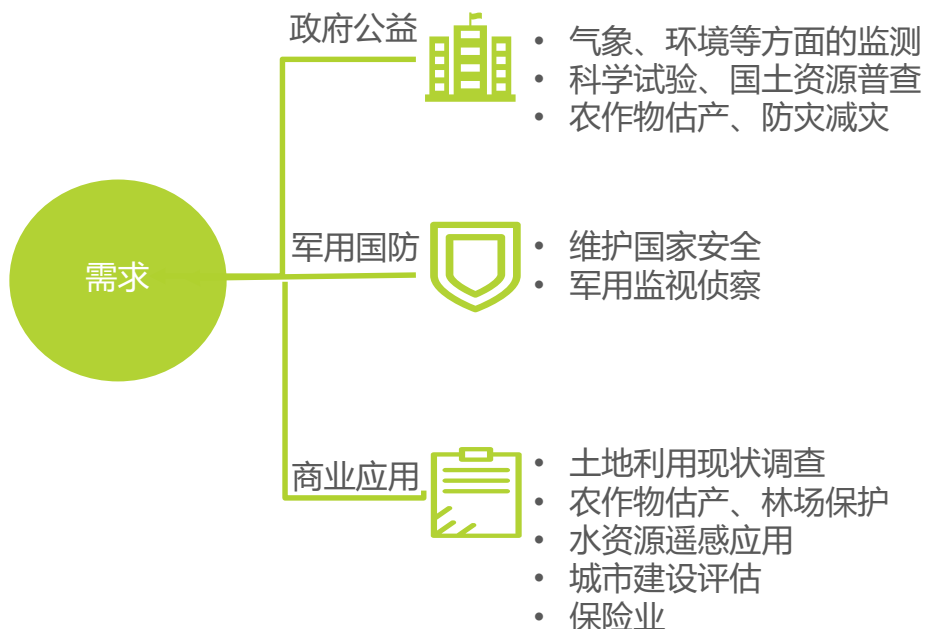 政府公益
• 气象、环境等方面的监测
• 科学试验、国土资源普查
• 农作物估产、防灾减灾
需求
军用国防
• 维护国家安全
• 军用监视侦察
商业应用
• 土地利用现状调查
• 农作物估产、林场保护
• 水资源遥感应用
• 城市建设评估
• 保险业